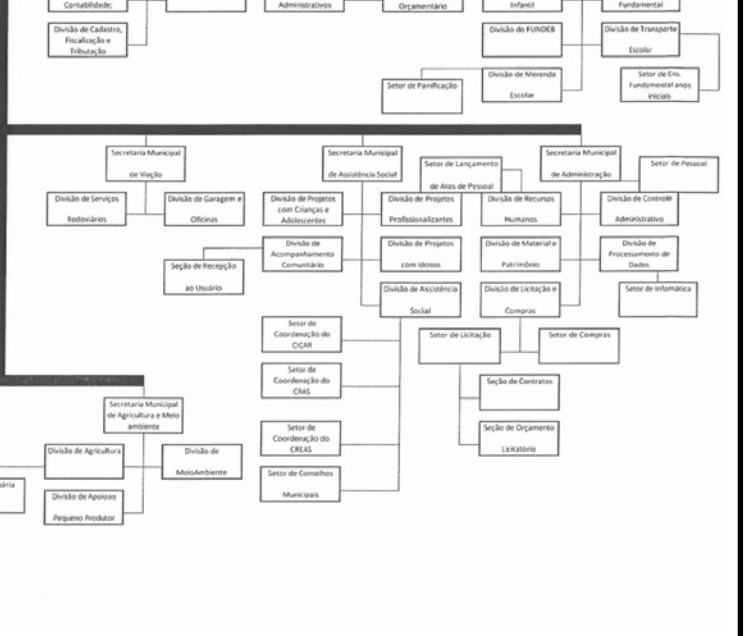 Contabilidade;
Administrativos
Orçamentário
Infantil
Fundamental
Divisão de Cadastro,
Fiscalização e
Tributação
Divisão do FUNDEB
Divisão de Transporte
Escolar
Setor de Panificação
Divisão de Merenda
Escolar
Setor de Ens.
Fundamental anos
iniciais
Secretaria Municipal
de Viação
Secretaria Municipal
de Assistência Social
Setor de Lançamento
de Atos de Pessoal
Secretaria Municipal
de Administração
Setor de Pessoal
Divisão de Serviços
Rodoviários
Divisão de Garagem e
Oficinas
Divisão de Projetos
com Crianças e
Adolescentes
Divisão de Projetos
Profissionalizantes
Divisão de Recursos
Humanos
Divisão de Controle
Administrativo
Seção de Recepção
ao Usuário
Divisão de
Acompanhamento
Comunitário
Divisão de Projetos
com Idosos
Divisão de Material e
Patrimônio
Divisão de
Processamento de
Dados
Divisão de Assistência
Social
Divisão de Licitação e
Compras
Setor de Infomática
Setor de
Coordenação do
CICAR
Setor de Licitação
Setor de Compras
Setor de
Coordenação do
CRAS
Seção de Contratos
Secretaria Municipal
de Agricultura e Meio
ambiente
Setor de
Coordenação do
CREAS
Seção de Orçamento
Licitatório
Divisão de Agricultura
Divisão de
MeioAmbiente
Setor de Conselhos
Municipais
ária
Divisão de Apoioao
Pequeno Produtor